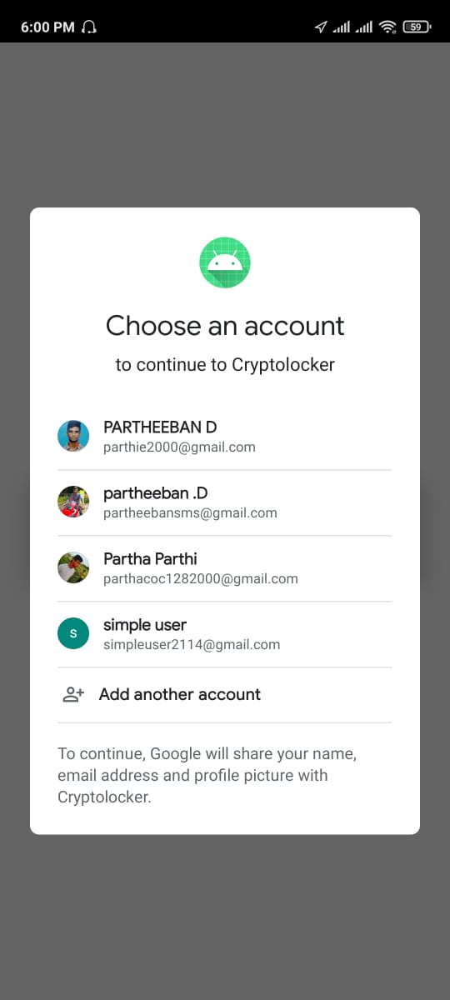 6:00 PM
59
Choose an account
to continue to Cryptolocker
PARTHEEBAN D
parthie2000@gmail.com
partheeban .D
partheebansms@gmail.com
Partha Parthi
parthacoc1282000@gmail.com
s
simple user
simpleuser2114@gmail.com
Add another account
To continue, Google will share your name,
email address and profile picture with
Cryptolocker.